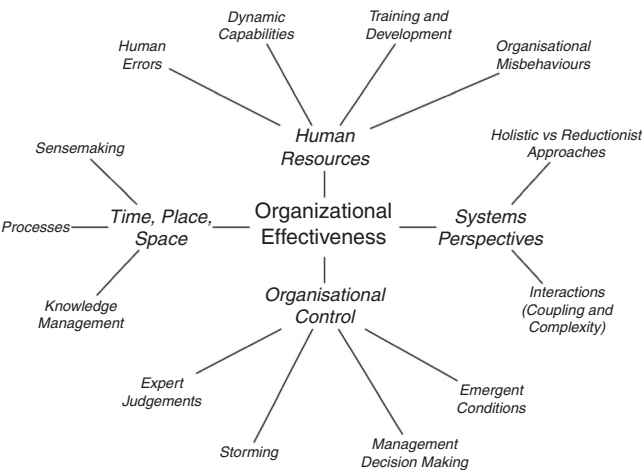 Dynamic
Capabilities
Training and
Development
Human
Errors
Organisational
Misbehaviours
Human
Resources
Sensemaking
Holistic vs Reductionist
Approaches
Processes
Time, Place,
Space
Organizational
Effectiveness
Systems
Perspectives
Knowledge
Management
Organisational
Control
Interactions
(Coupling and
Complexity)
Expert
Judgements
Emergent
Conditions
Storming
Management
Decision Making